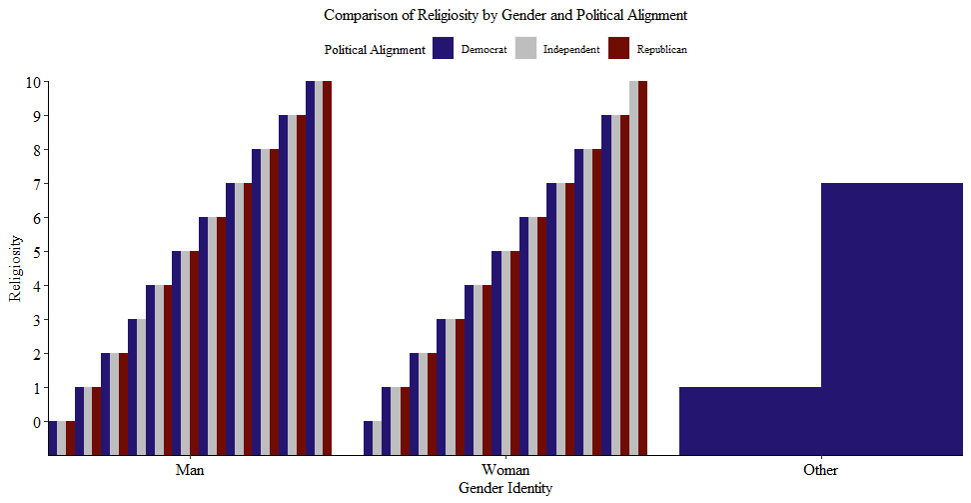 Comparison of Religiosity by Gender and Political Alignment
Political Alignment Democrat Independent Republican
10
9
8
7
6
5
4
3
2
1
0
Religiosity
Man Woman Other
Gender Identity